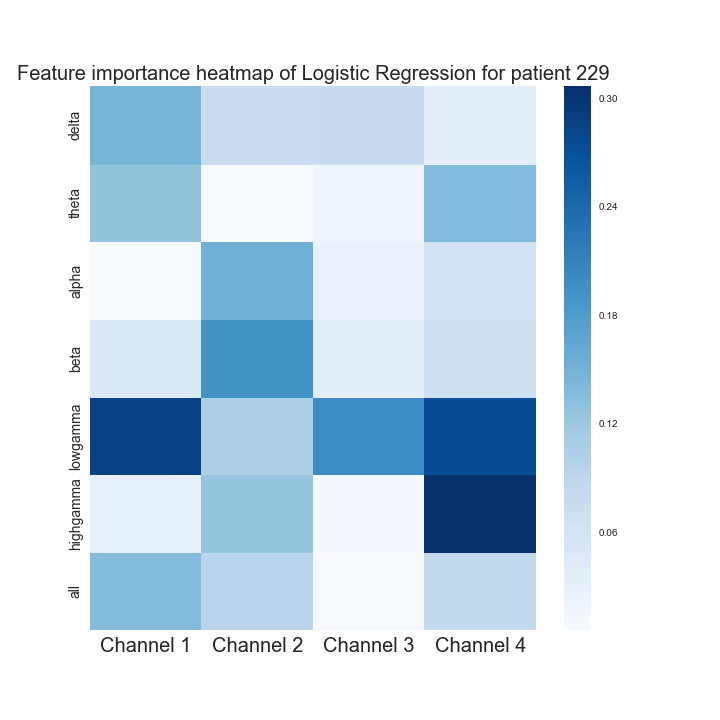 Feature importance heatmap of Logistic Regression for patient 229
delta
theta
alpha
beta
lowgamma
highgamma
all
Channel 1
Channel 2
Channel 3
Channel 4
0.30
0.24
0.18
0.12
0.06